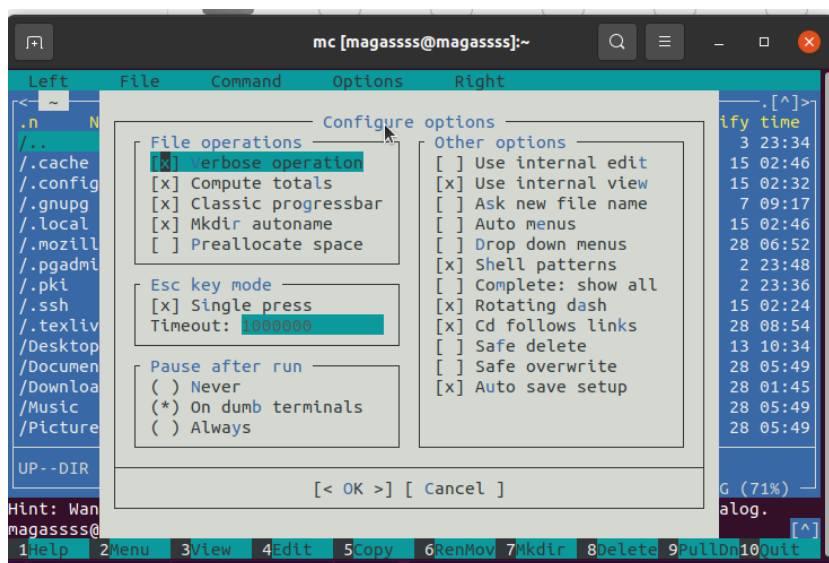 mc [magassss@magassss]:~
Left File Command Options Right
<- ~ .[^]>
.n N ify time
Configure options
/.. 3 23:34
/.cache 15 02:46
/.config 15 02:32
/.gnupg 7 09:17
/.local 15 02:46
/.mozill 28 06:52
/.pgadmi 2 23:48
/.pki 2 23:36
/.ssh 15 02:24
/.texliv 28 08:54
/Desktop 13 10:34
/Documen 28 05:49
/Downloa 28 01:45
/Music 28 05:49
/Picture 28 05:49
UP--DIR
G (71%)
File operations
[x] Verbose operation
[x] Compute totals
[x] Classic progressbar
[x] Mkdir autoname
[ ] Preallocate space
Esc key mode
[x] Single press
Timeout: 1000000
Pause after run
( ) Never
(*) On dumb terminals
( ) Always
Other options
[ ] Use internal edit
[x] Use internal view
[ ] Ask new file name
[ ] Auto menus
[ ] Drop down menus
[x] Shell patterns
[ ] Complete: show all
[x] Rotating dash
[x] Cd follows links
[ ] Safe delete
[ ] Safe overwrite
[x] Auto save setup
[< OK >] [ Cancel ]
Hint: Wan alog.
magassss@ [^]
1Help 2Menu 3View 4Edit 5Copy 6RenMov 7Mkdir 8Delete 9PullDn 10Quit